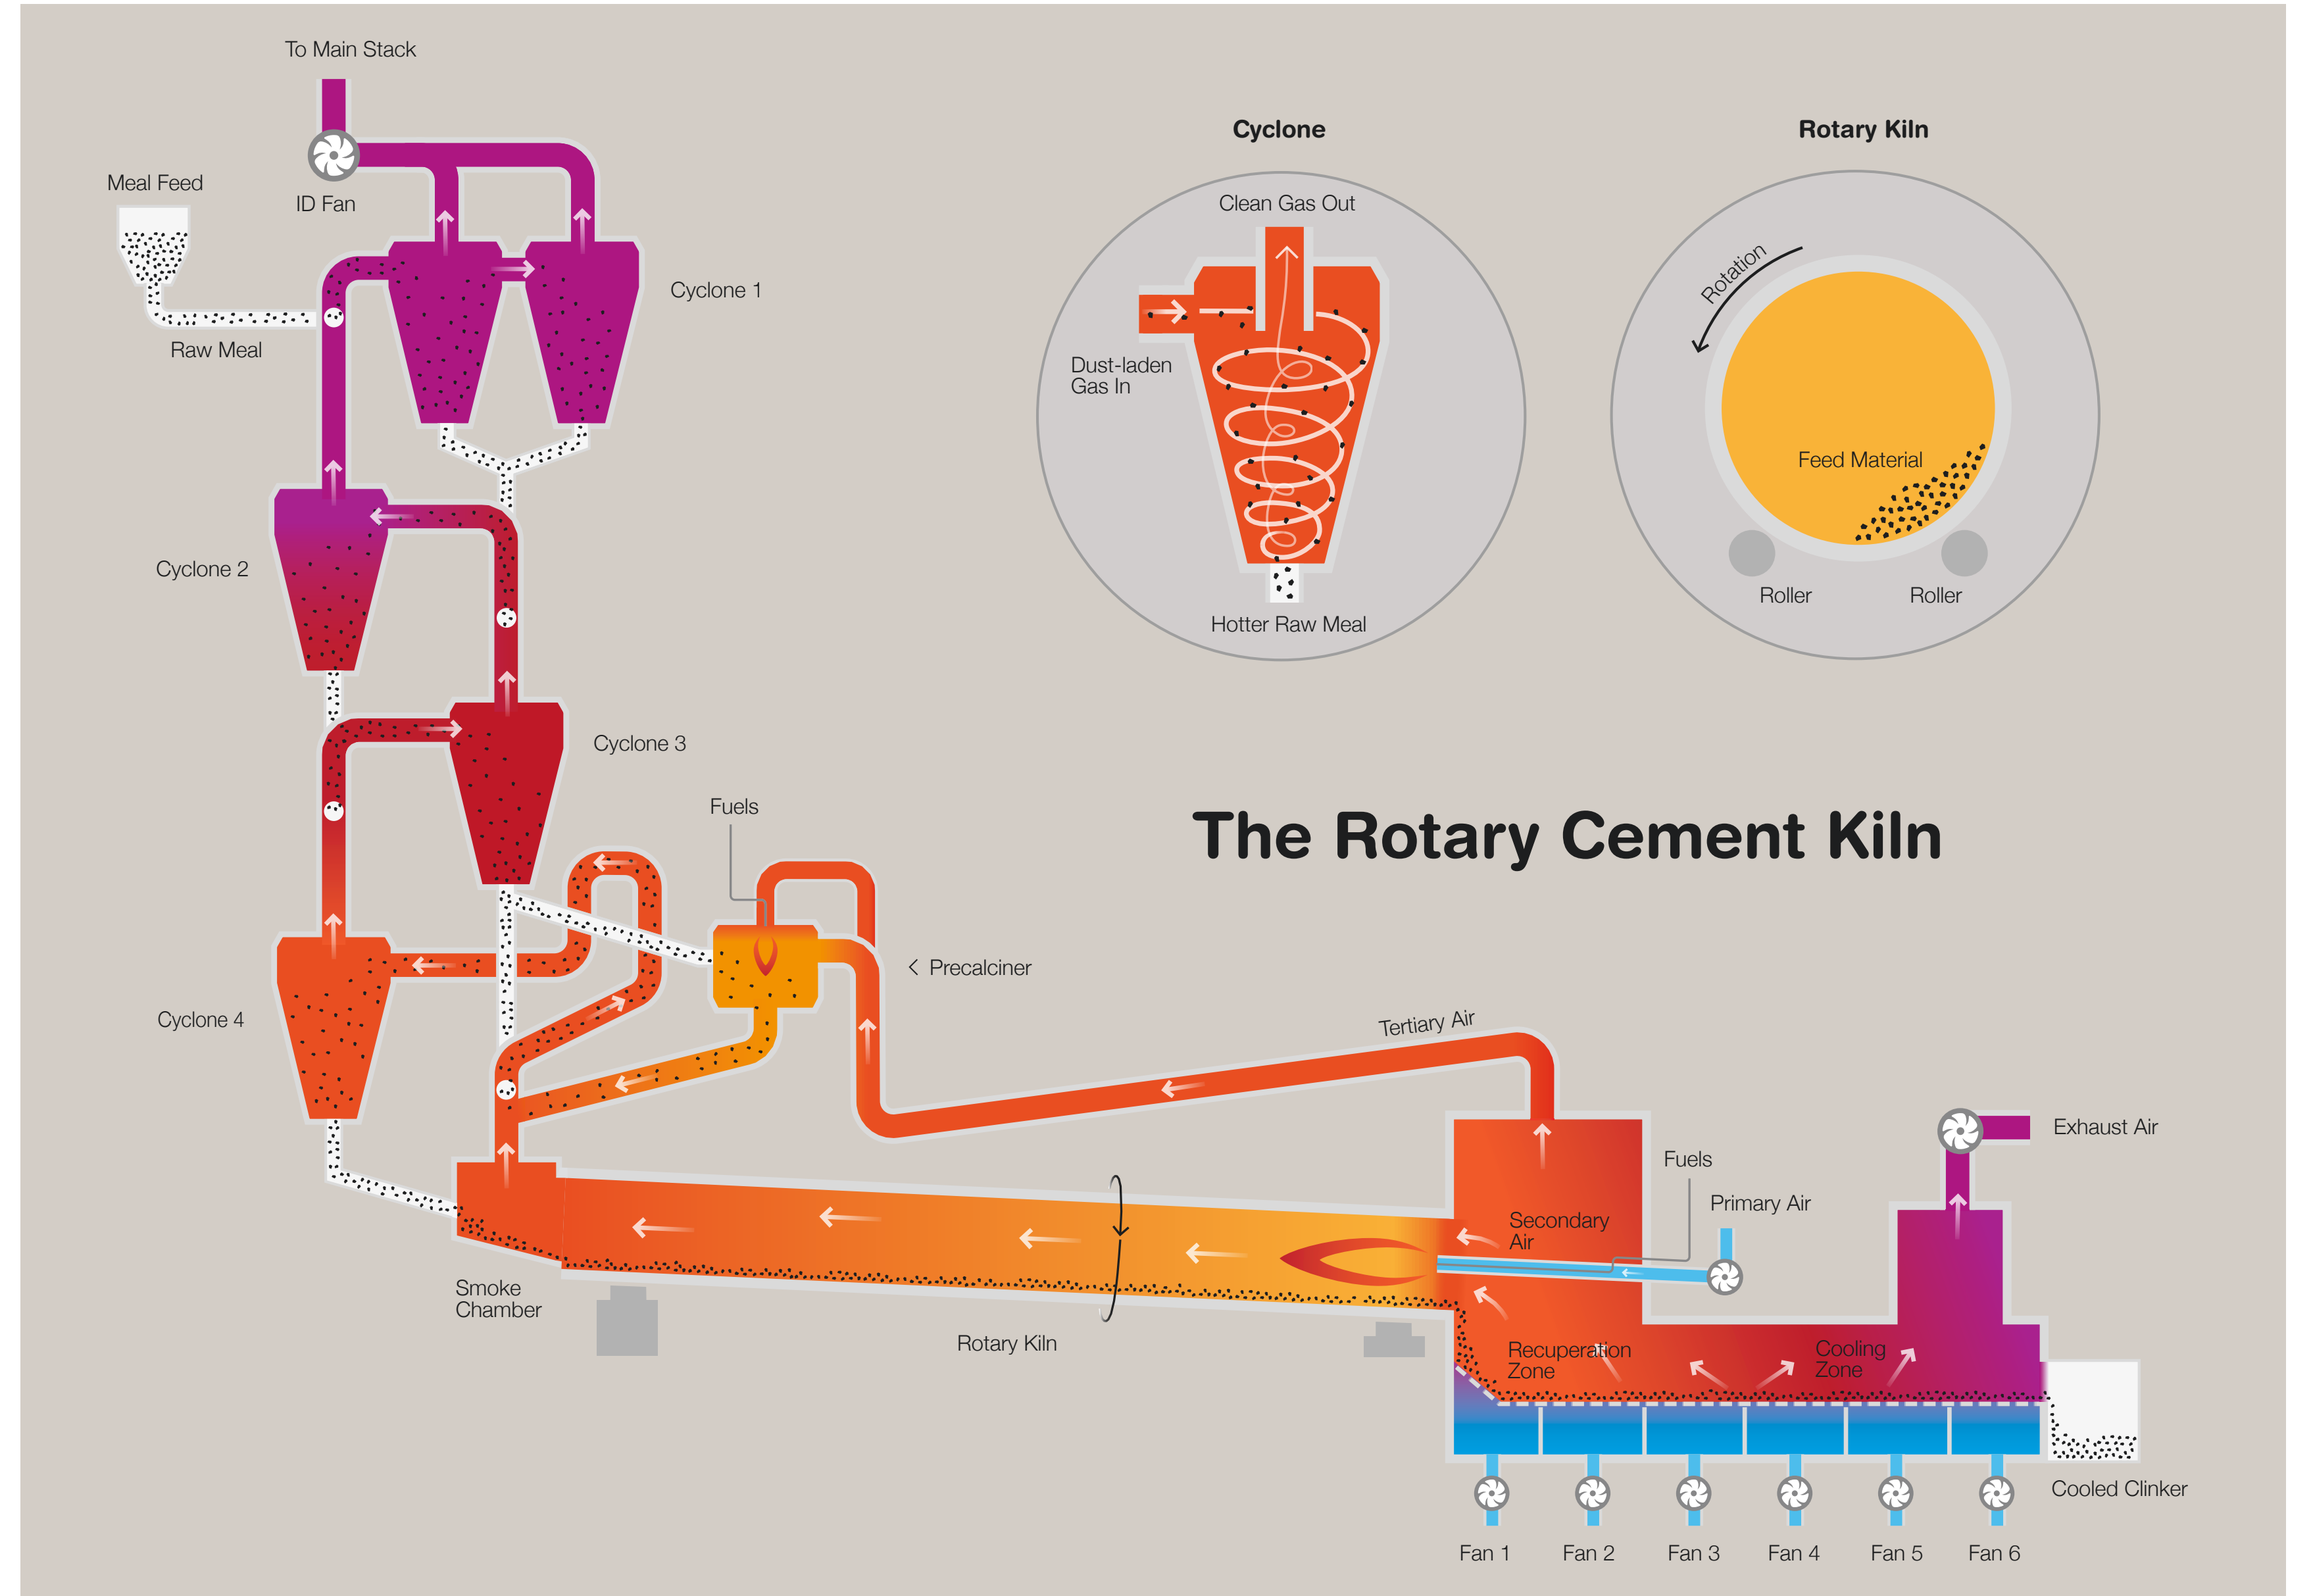 To Main Stack
Meal Feed
ID Fan
Raw Meal
Cyclone 1
Cyclone 2
Cyclone 3
Cyclone 4
Fuels
< Precalciner
Cyclone
Clean Gas Out
Dust-laden
Gas In
Hotter Raw Meal
Rotary Kiln
Rotation
Feed Material
Roller
Roller
The Rotary Cement Kiln
Tertiary Air
Smoke
Chamber
Rotary Kiln
Secondary
Air
Fuels
Primary Air
Exhaust Air
Recuperation
Zone
Cooling
Zone
Cooled Clinker
Fan 1
Fan 2
Fan 3
Fan 4
Fan 5
Fan 6